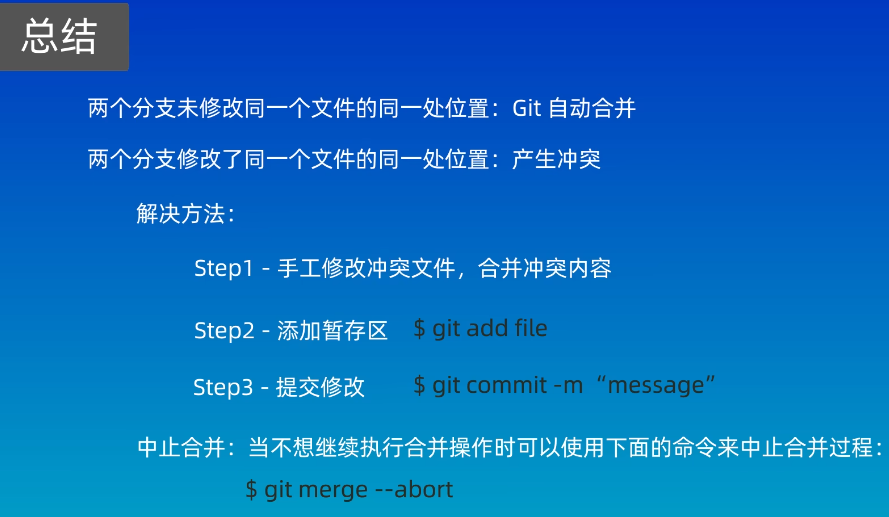 总结
两个分支未修改同一个文件的同一处位置：Git 自动合并
两个分支修改了同一个文件的同一处位置：产生冲突
解决方法：
Step1 - 手工修改冲突文件，合并冲突内容
Step2 - 添加暂存区 $ git add file
Step3 - 提交修改 $ git commit -m “message”
中止合并：当不想继续执行合并操作时可以使用下面的命令来中止合并过程：
$ git merge --abort